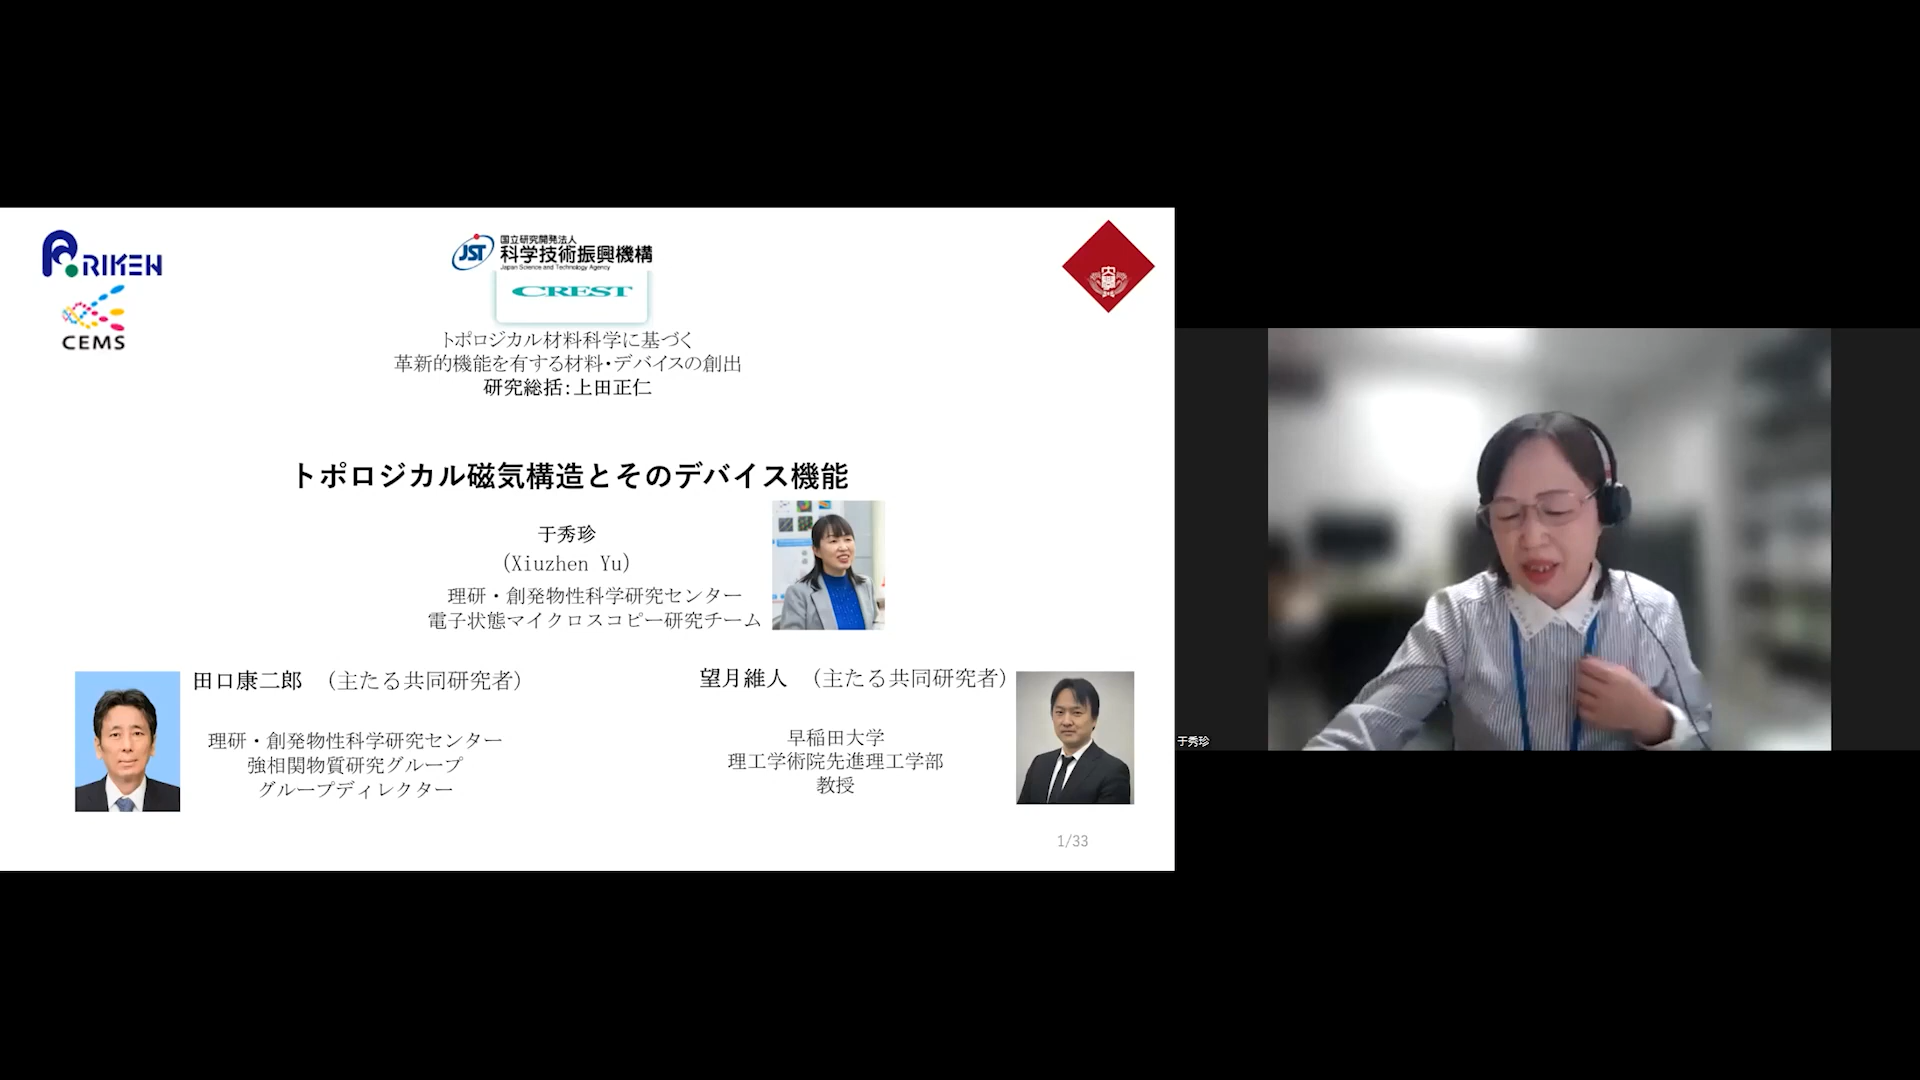 RIKEN
CEMS
JST
国立研究開発法人
科学技術振興機構
Japan Science and Technology Agency
CREST
トポロジカル材料科学に基づく
革新的機能を有する材料・デバイスの創出
研究総括：上田正仁
トポロジカル磁気構造とそのデバイス機能
于秀珍
(Xiuzhen Yu)
理研・創発物性科学研究センター
電子状態マイクロスコピー研究チーム
田口康二郎 （主たる共同研究者）
理研・創発物性科学研究センター
強相関物質研究グループ
グループディレクター
望月維人 （主たる共同研究者）
早稲田大学
理工学術院先進理工学部
教授
1/33
于秀珍